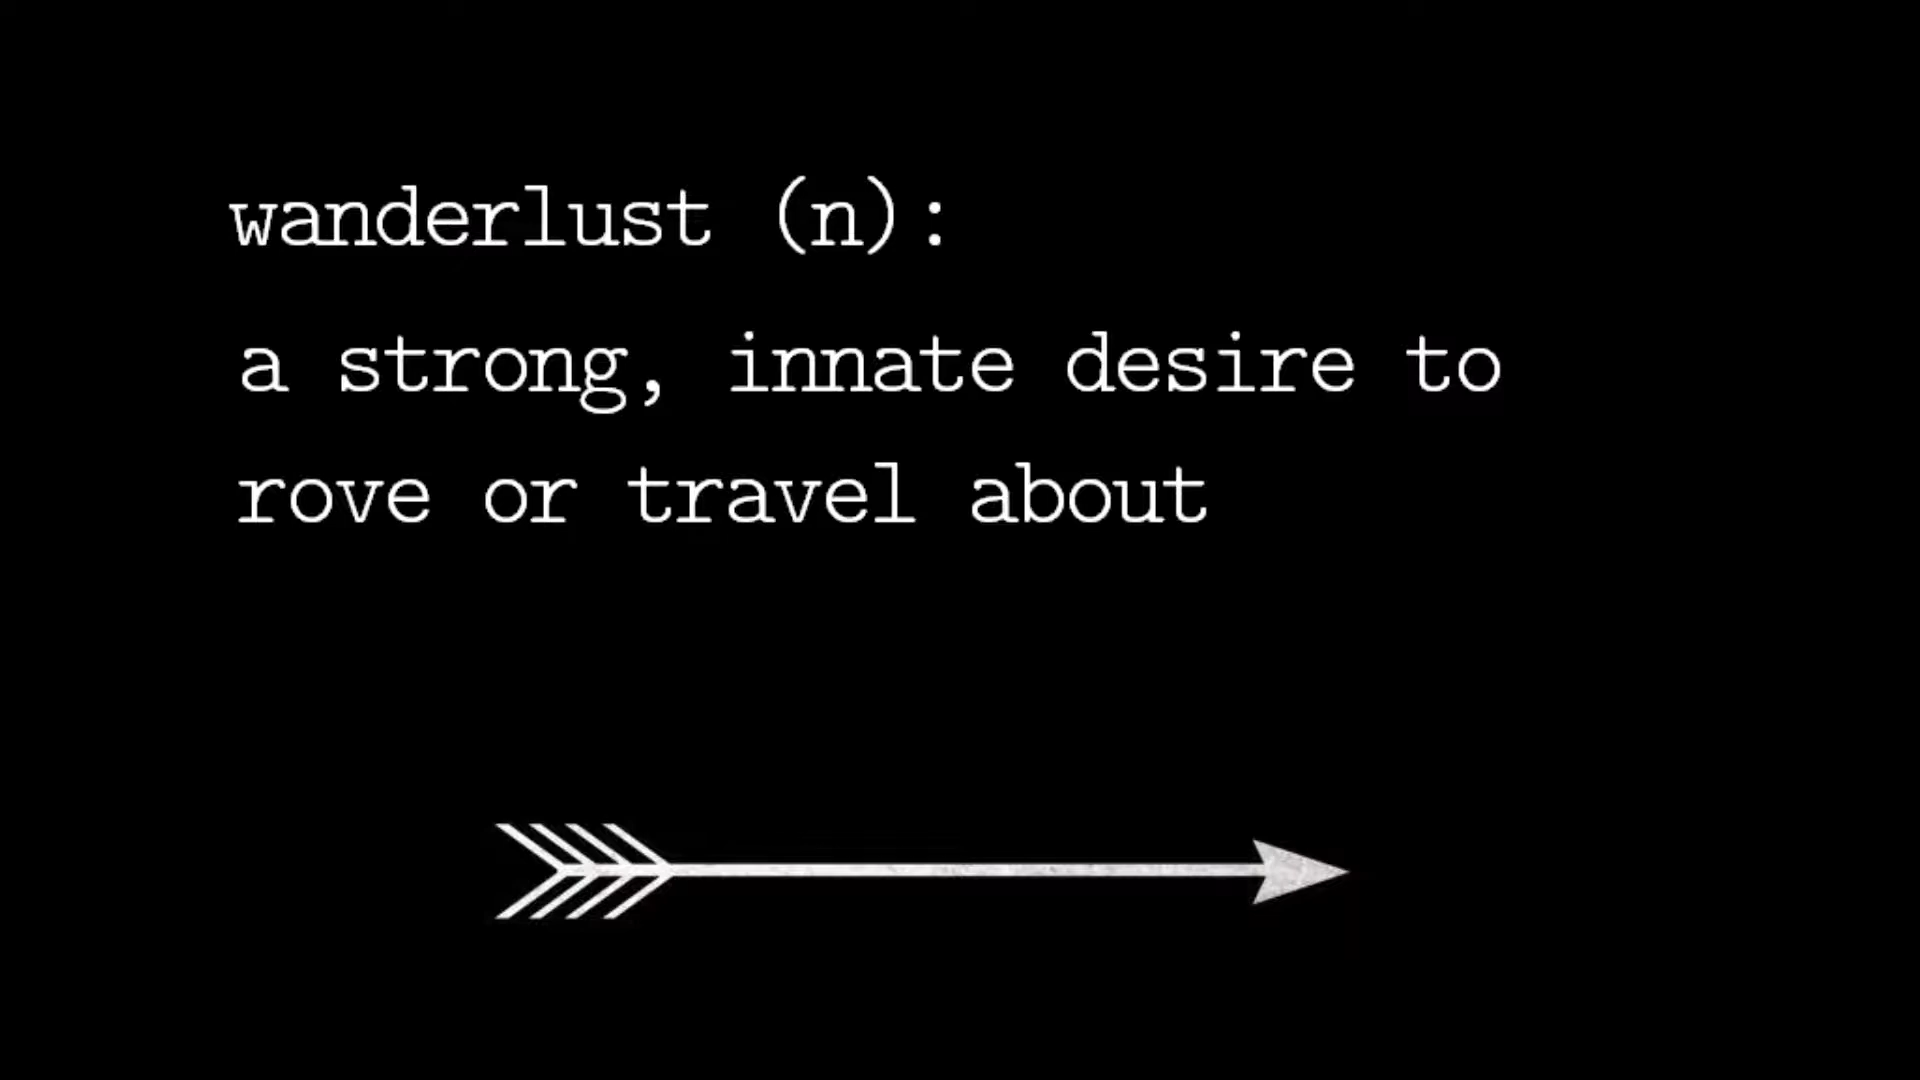 wanderlust (n):
a strong, innate desire to
rove or travel about